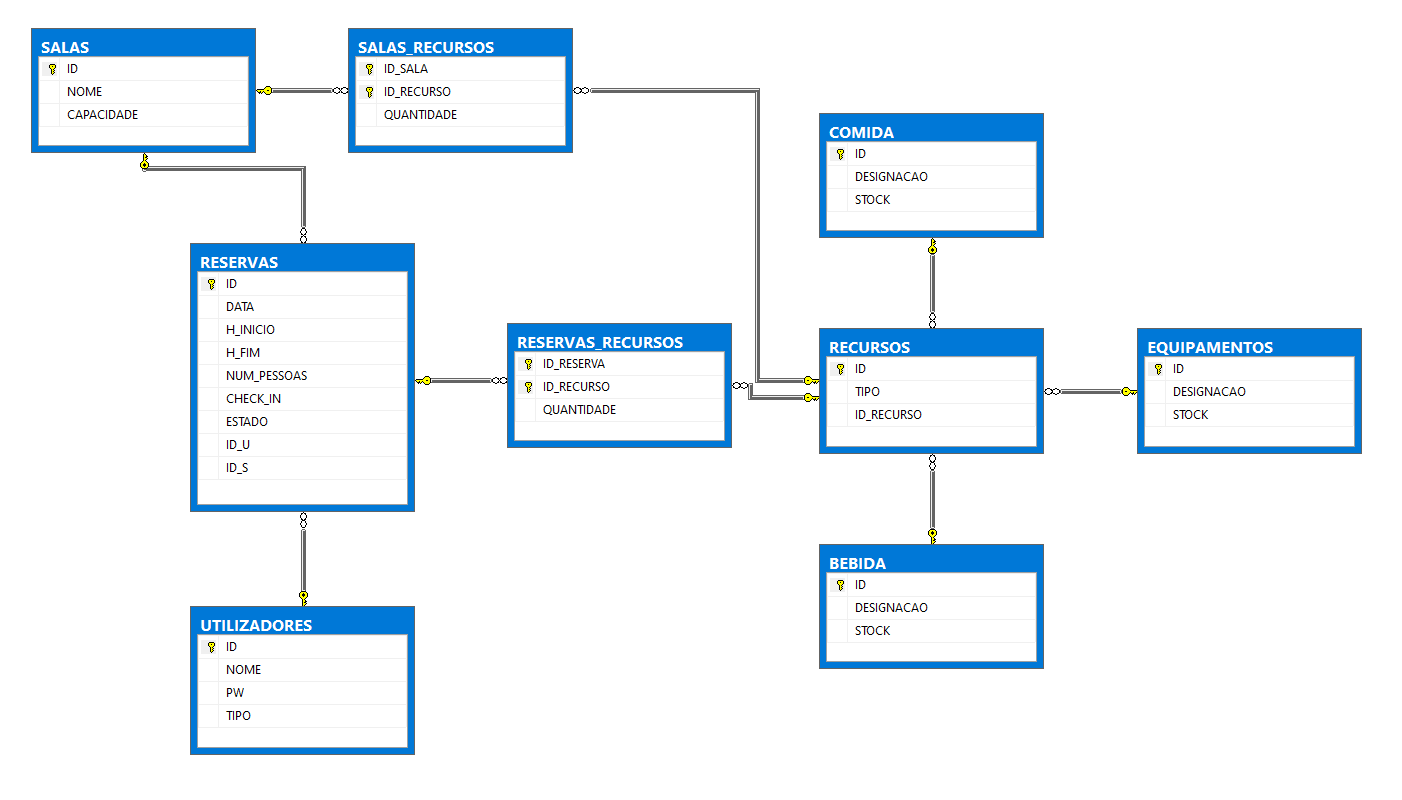 SALAS
ID
NOME
CAPACIDADE
SALAS_RECURSOS
ID_SALA
ID_RECURSO
QUANTIDADE
COMIDA
ID
DESIGNACAO
STOCK
RESERVAS
ID
DATA
H_INICIO
H_FIM
NUM_PESSOAS
CHECK_IN
ESTADO
ID_U
ID_S
RESERVAS_RECURSOS
ID_RESERVA
ID_RECURSO
QUANTIDADE
RECURSOS
ID
TIPO
ID_RECURSO
EQUIPAMENTOS
ID
DESIGNACAO
STOCK
BEBIDA
ID
DESIGNACAO
STOCK
UTILIZADORES
ID
NOME
PW
TIPO